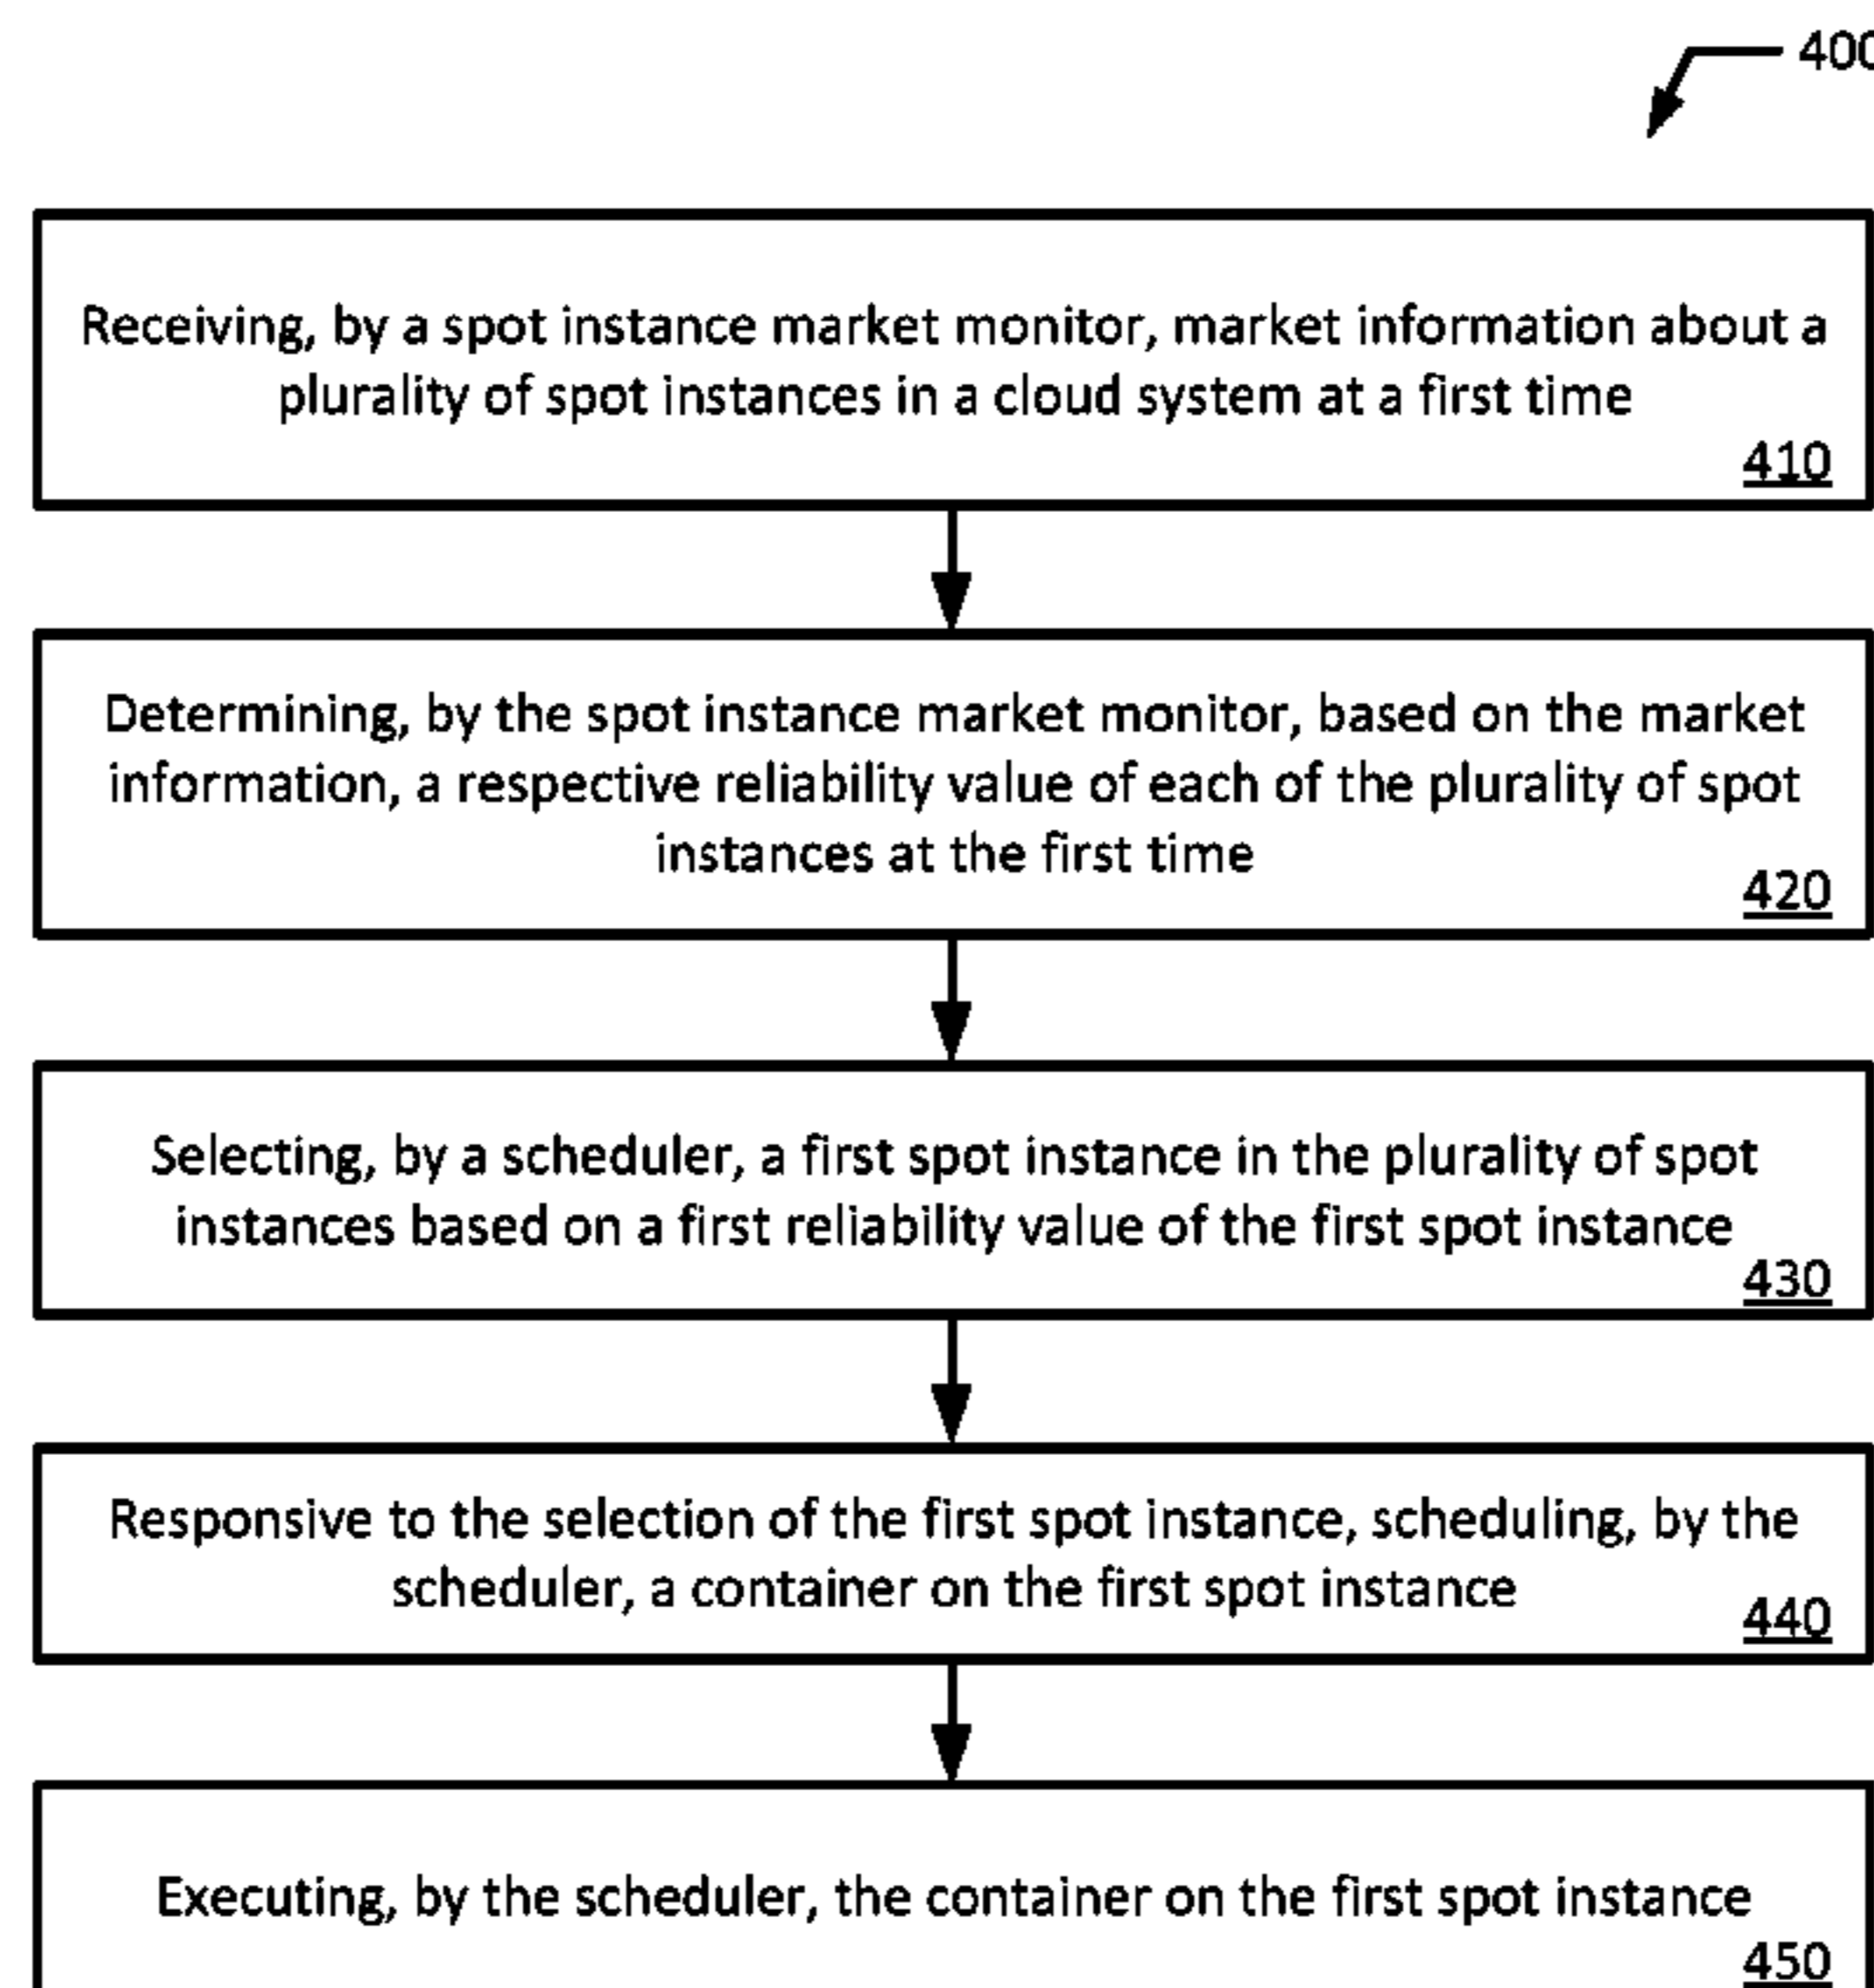 400
Receiving, by a spot instance market monitor, market information about a
plurality of spot instances in a cloud system at a first time
410
Determining, by the spot instance market monitor, based on the market
information, a respective reliability value of each of the plurality of spot
instances at the first time
420
Selecting, by a scheduler, a first spot instance in the plurality of spot
instances based on a first reliability value of the first spot instance
430
Responsive to the selection of the first spot instance, scheduling, by the
scheduler, a container on the first spot instance
440
Executing, by the scheduler, the container on the first spot instance
450